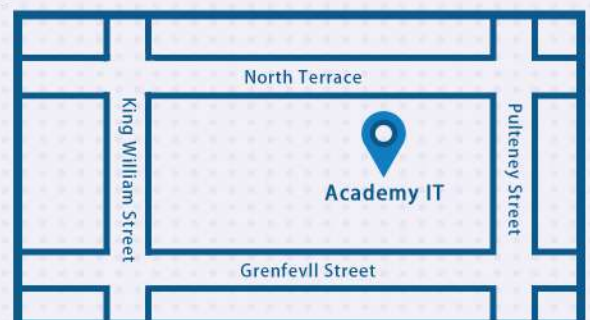 North Terrace
King William Street
Pulteney Street
Academy IT
Grenfevll Street